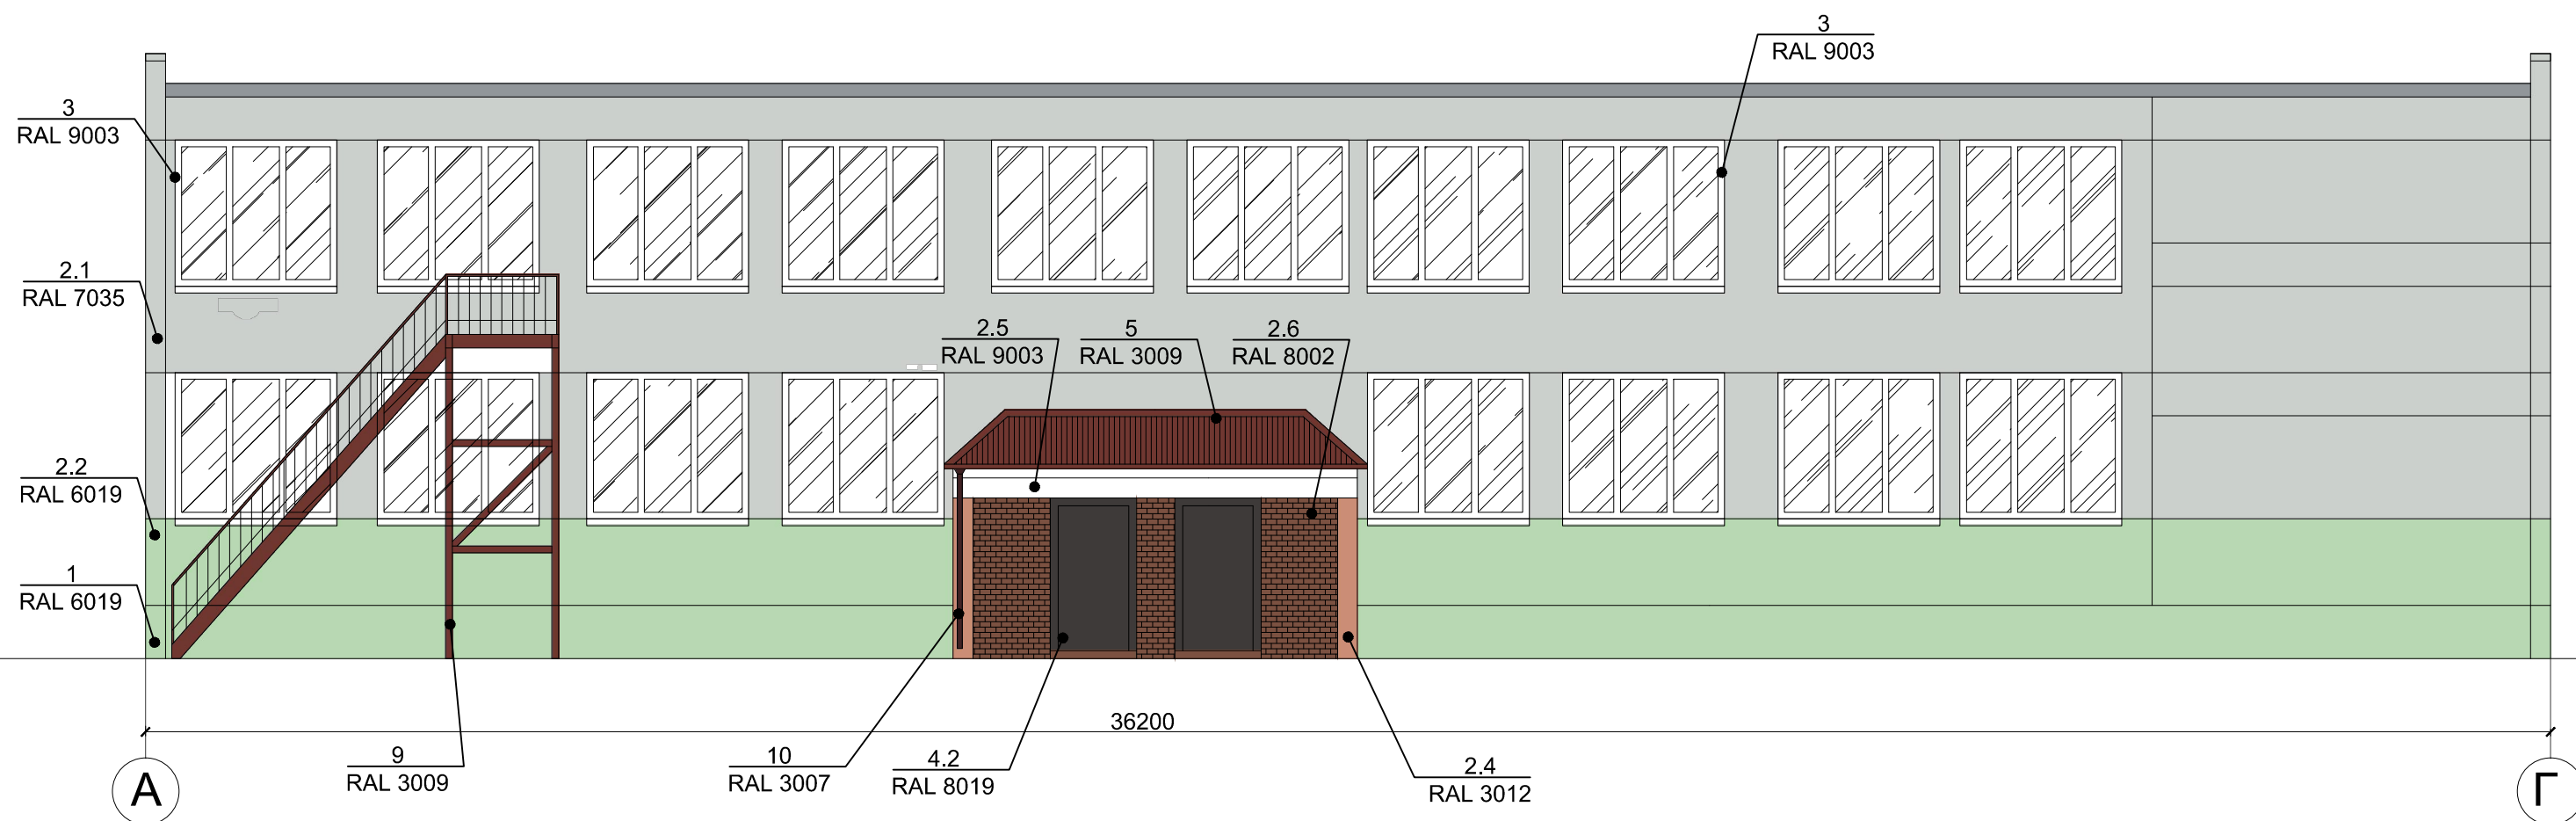 3
RAL 9003
3
RAL 9003
2.1
RAL 7035
2.5
RAL 9003
5
RAL 3009
2.6
RAL 8002
2.2
RAL 6019
1
RAL 6019
36200
9
RAL 3009
10
RAL 3007
4.2
RAL 8019
2.4
RAL 3012
А
Г